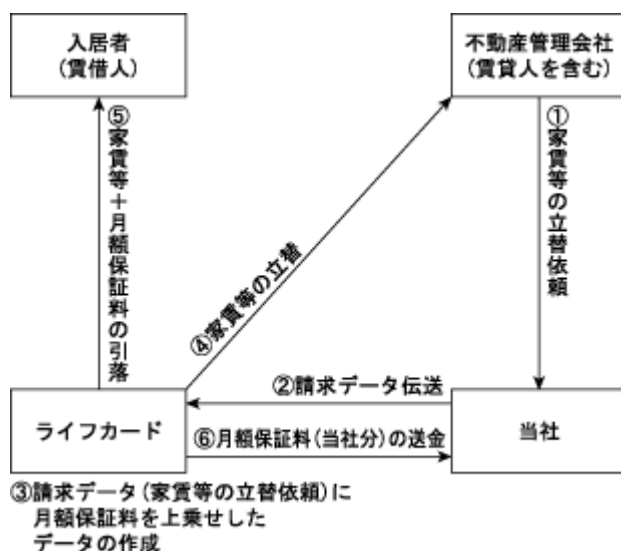 入居者
(賃借人)
不動産管理会社
(賃貸人を含む)
⑤家賃等＋月額保証料の引落
④家賃等の立替
①家賃等の立替依頼
②請求データ伝送
ライフカード
当社
⑥月額保証料(当社分)の送金
③請求データ(家賃等の立替依頼)に
月額保証料を上乗せした
データの作成